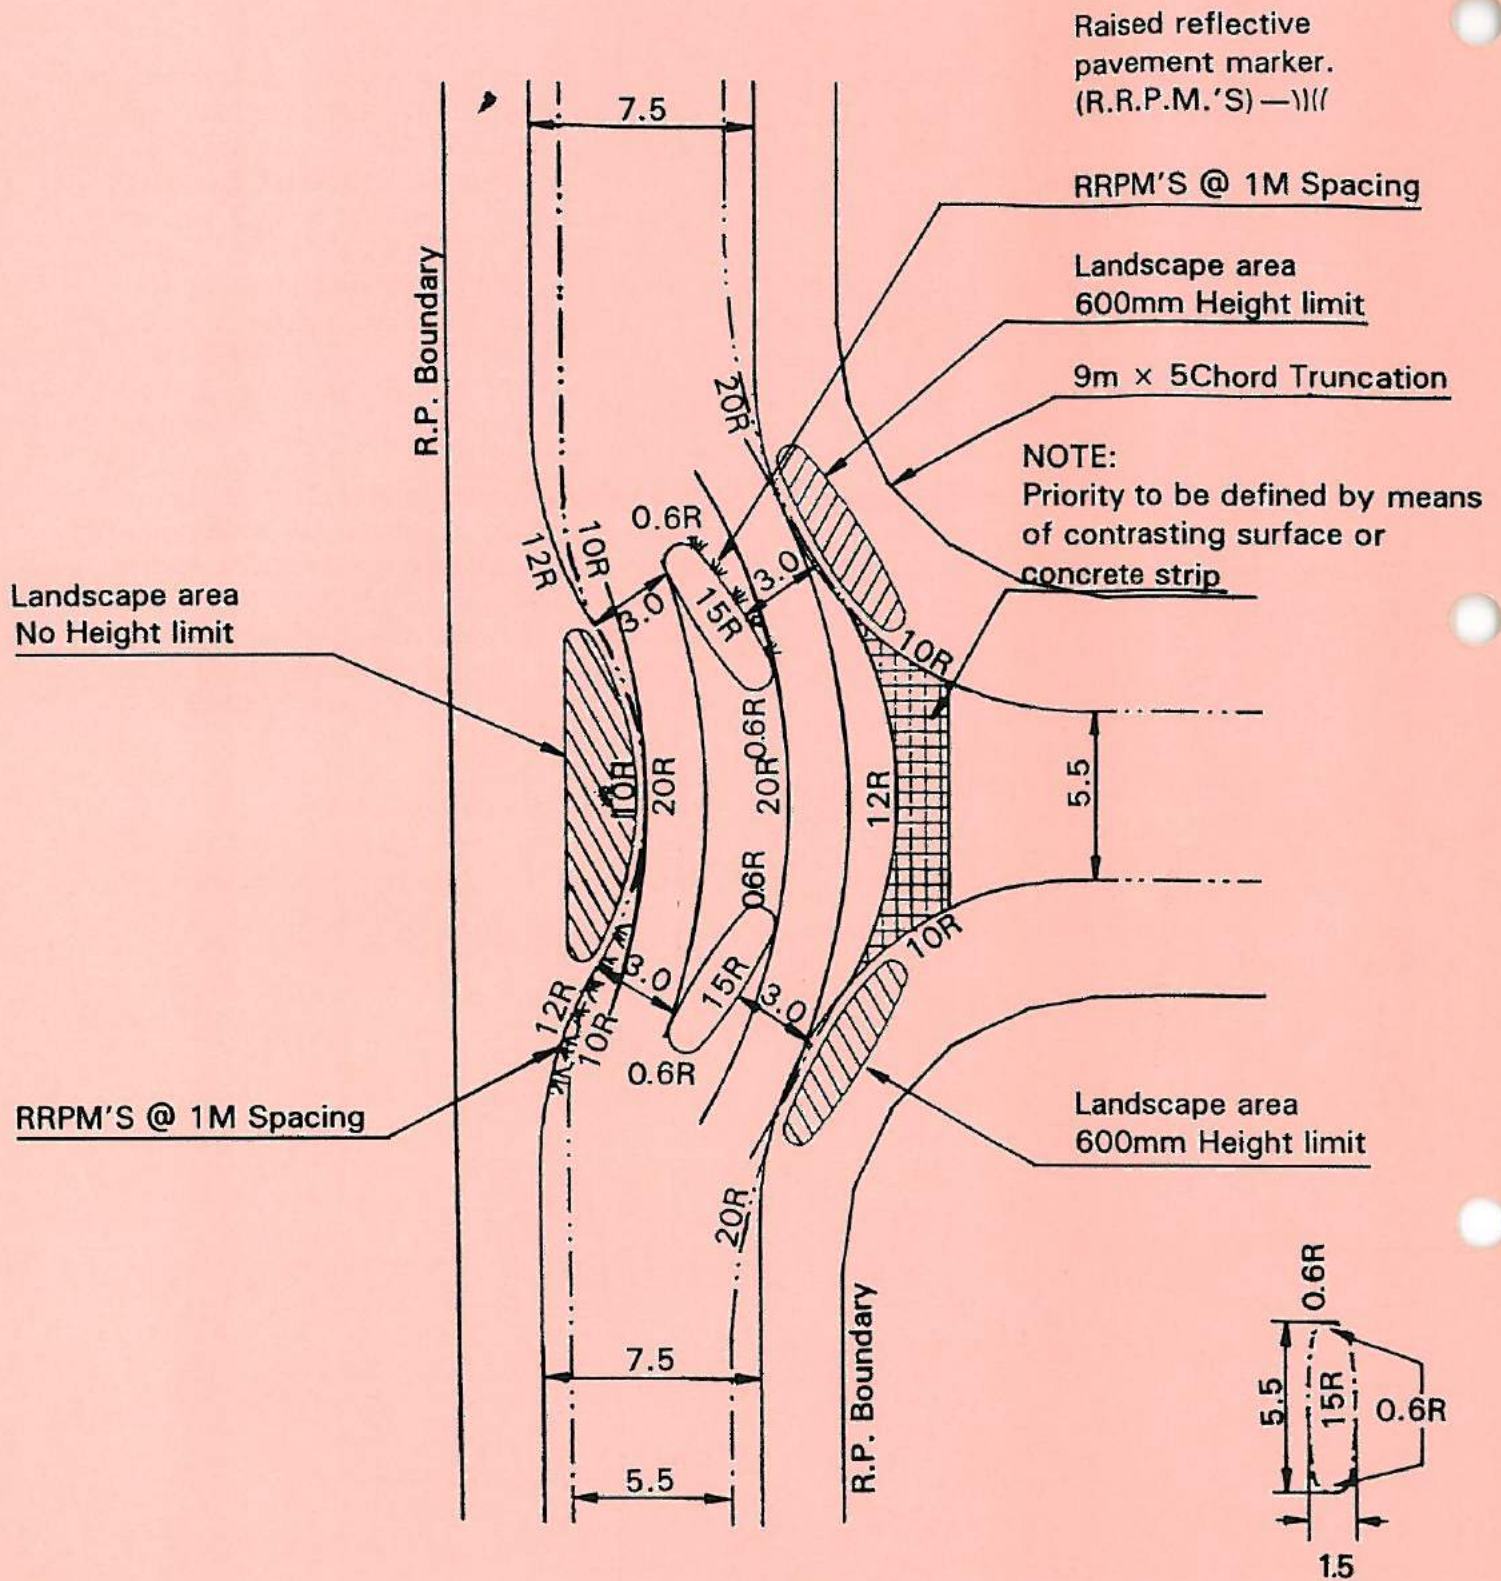 Raised reflective
pavement marker.
(R.R.P.M.'S)
7.5
RRPM'S @ 1M Spacing
Landscape area
600mm Height limit
R.P. Boundary
9m × 5Chord Truncation
20R
NOTE:
Priority to be defined by means
of contrasting surface or
concrete strip
0.6R
12R
10R
3.0
3.0
15R
Landscape area
No Height limit
10R
0.6R
10R
20R
20R
12R
5.5
0.6R
10R
3.0
15R
3.0
12R
10R
0.6R
RRPM'S @ 1M Spacing
Landscape area
600mm Height limit
20R
R.P. Boundary
7.5
5.5
0.6R
5.5
15R
0.6R
1.5